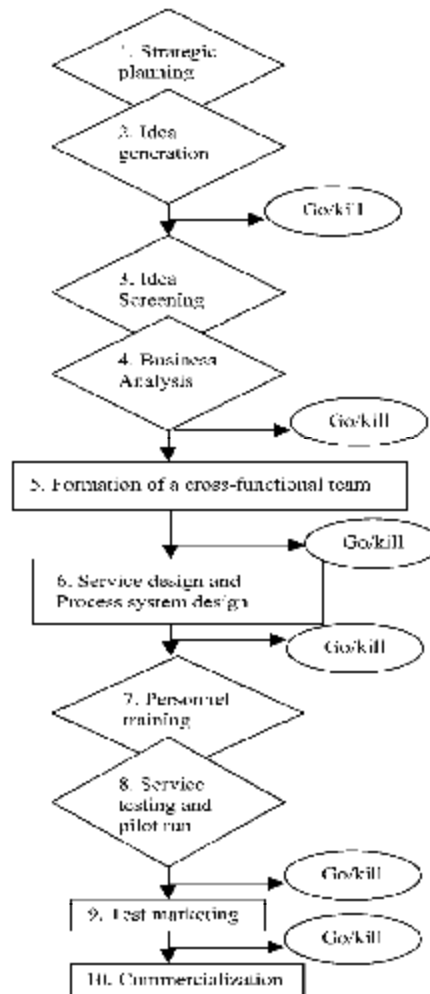 1. Strategic
planning
2. Idea
generation
Go/kill
3. Idea
Screening
4. Business
Analysis
Go/kill
5. Formation of a cross-functional team
Go/kill
6. Service design and
Process system design
Go/kill
7. Personnel
training
8. Service
testing and
pilot run
Go/kill
9. Test marketing
Go/kill
10. Commercialization